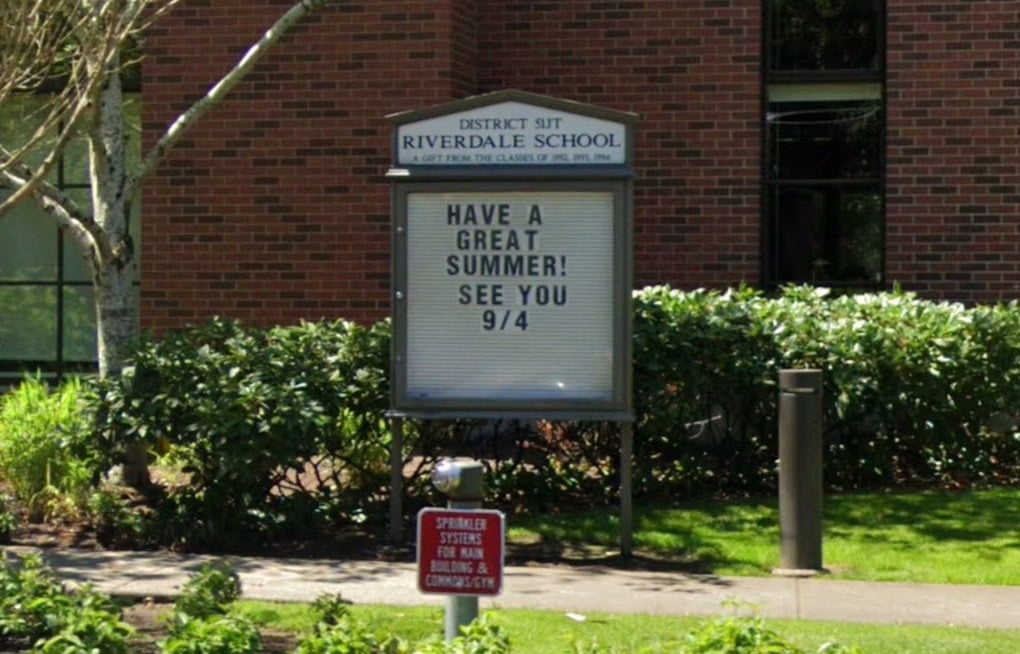 DISTRICT 51JT
RIVERDALE SCHOOL
A GIFT FROM THE CLASSES OF 1992, 1993, 1994
HAVE A
GREAT
SUMMER!
SEE YOU
9/4
SPRINKLER
SYSTEMS
FOR MAIN
BUILDING &
COMMONS/GYM